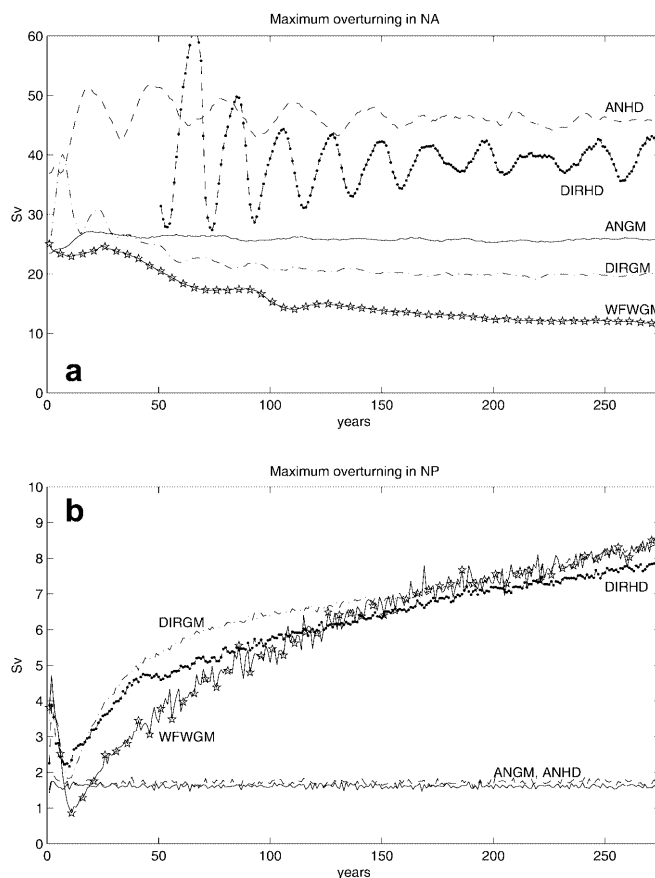 Maximum overturning in NA
60
50
40
30
20
10
0
Sv
ANHD
DIRHD
ANGM
DIRGM
WFWGM
a
0 50 100 150 200 250
years
Maximum overturning in NP
10
9
8
7
6
5
4
3
2
1
0
Sv
b
DIRGM
DIRHD
WFWGM
ANGM, ANHD
0 50 100 150 200 250
years